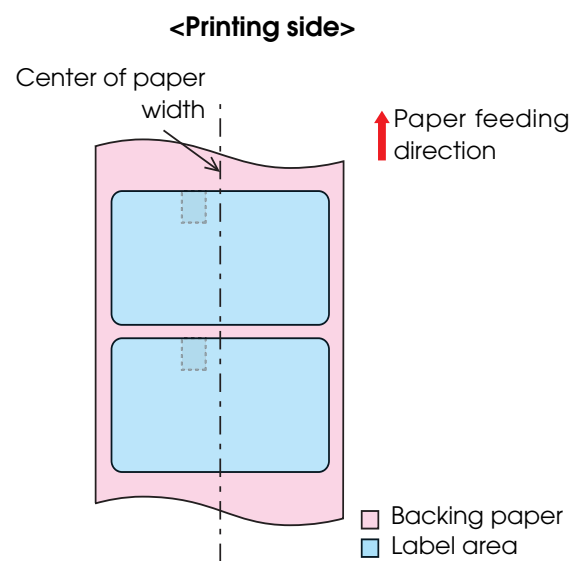 <Printing side>
Center of paper
width
Paper feeding
direction
Backing paper
Label area